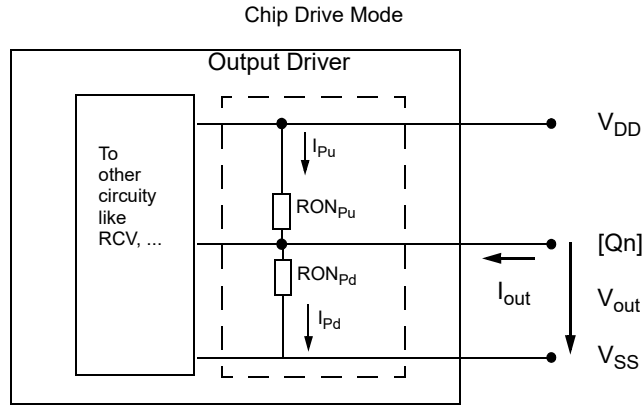 Chip Drive Mode
Output Driver
To
other
circuity
like
RCV, ...
I_Pu
RON_Pu
RON_Pd
I_Pd
V_DD
[Qn]
I_out
V_out
V_SS